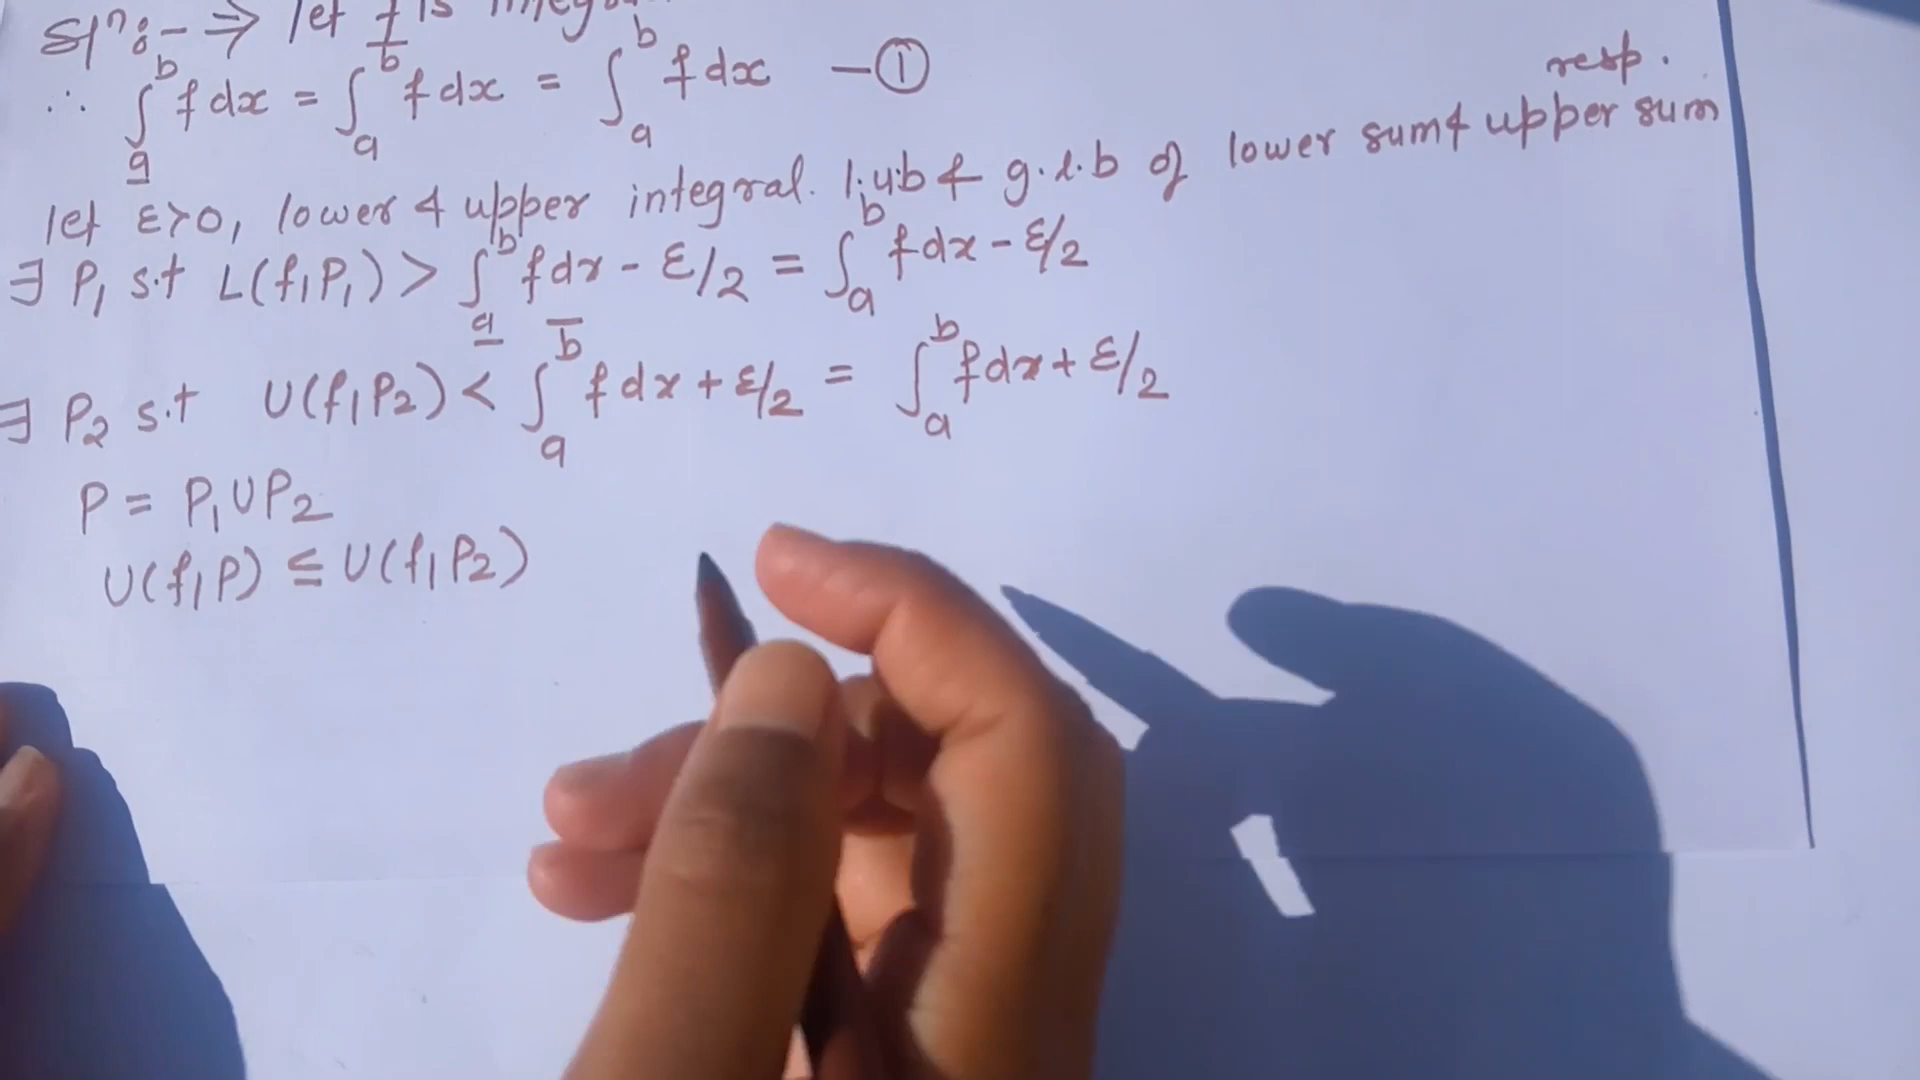 Sl^n:- ⇒ let f is
∴ ∫_a^b f dx = ∫_a^b̅ f dx = ∫_a^b f dx —①
resp.
let ε>0, lower & upper integral. l.u.b & g.l.b of lower sum & upper sum
∃ P₁ s.t L(f,P₁) > ∫_a^b f dx - ε/2 = ∫_a^b f dx - ε/2
∃ P₂ s.t U(f,P₂) < ∫_a^b̅ f dx + ε/2 = ∫_a^b f dx + ε/2
P = P₁∪P₂
U(f,P) ≤ U(f,P₂)